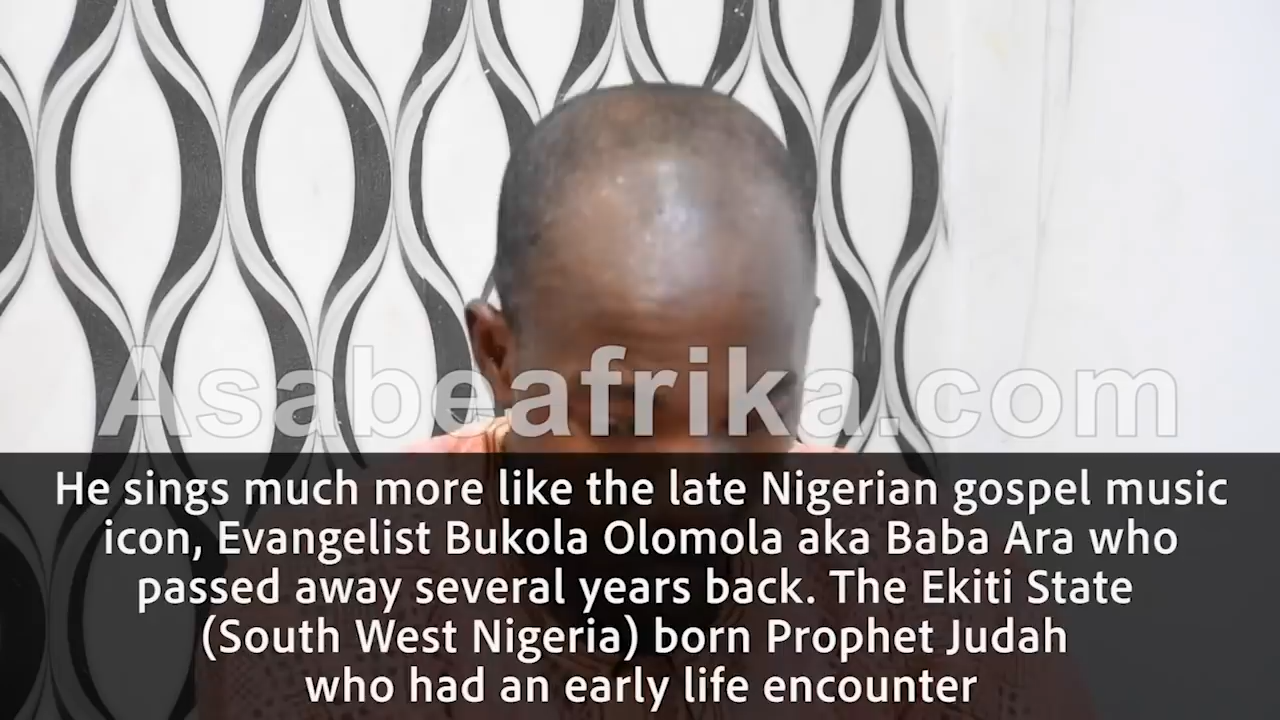 Asabeafrika.com
He sings much more like the late Nigerian gospel music
icon, Evangelist Bukola Olomola aka Baba Ara who
passed away several years back. The Ekiti State
(South West Nigeria) born Prophet Judah
who had an early life encounter